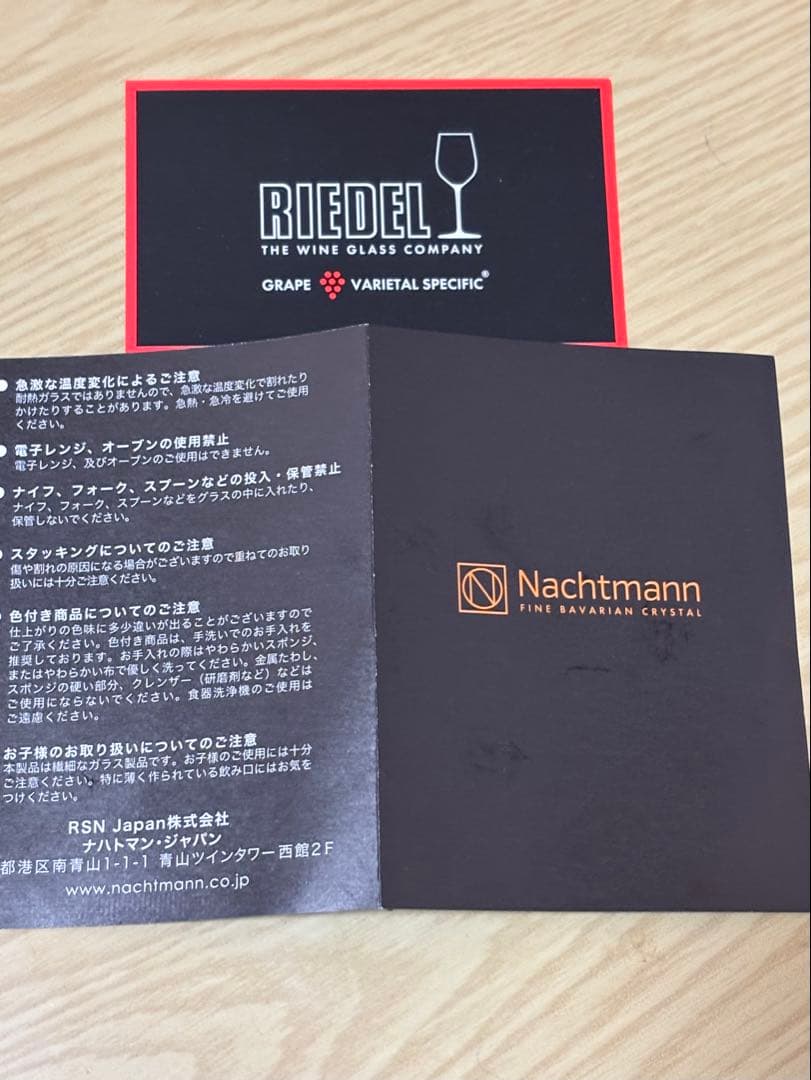 RIEDEL
THE WINE GLASS COMPANY
GRAPE VARIETAL SPECIFIC®
● 急激な温度変化によるご注意
耐熱ガラスではありませんので、急激な温度変化で割れたり
かけたりすることがあります。急熱・急冷を避けてご使用
ください。
● 電子レンジ、オーブンの使用禁止
電子レンジ、及びオーブンのご使用はできません。
● ナイフ、フォーク、スプーンなどの投入・保管禁止
ナイフ、フォーク、スプーンなどをグラスの中に入れたり、
保管しないでください。
● スタッキングについてのご注意
傷や割れの原因になる場合がございますので重ねてのお取り
扱いには十分ご注意ください。
● 色付き商品についてのご注意
仕上がりの色味に多少違いが出ることがございますので
ご了承ください。色付き商品は、手洗いでのお手入れを
推奨しております。お手入れの際はやわらかいスポンジ、
またはやわらかい布で優しく洗ってください。金属たわし、
スポンジの硬い部分、クレンザー（研磨剤など）などは
ご使用にならないでください。食器洗浄機のご使用は
ご遠慮ください。
お子様のお取り扱いについてのご注意
本製品は繊細なガラス製品です。お子様のご使用には十分
ご注意ください。特に薄く作られている飲み口にはお気を
つけください。
RSN Japan株式会社
ナハトマン・ジャパン
都港区南青山1-1-1 青山ツインタワー西館2F
www.nachtmann.co.jp
Nachtmann
FINE BAVARIAN CRYSTAL